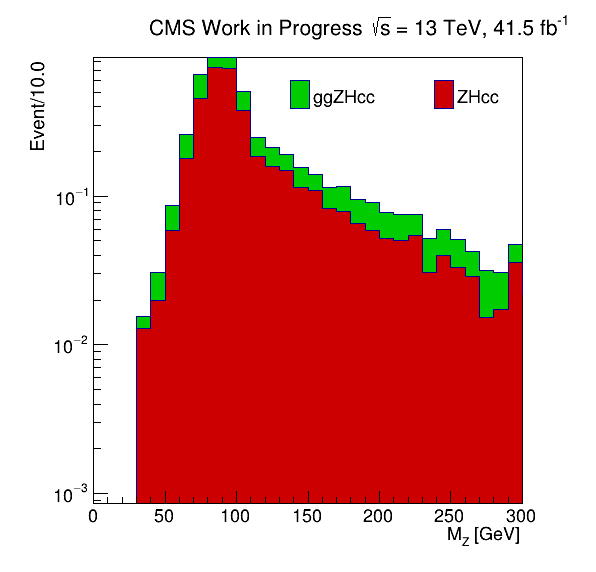 CMS Work in Progress √s = 13 TeV, 41.5 fb⁻¹
Event/10.0
ggZHcc ZHcc
10⁻¹
10⁻²
10⁻³
0 50 100 150 200 250 300
M_Z [GeV]